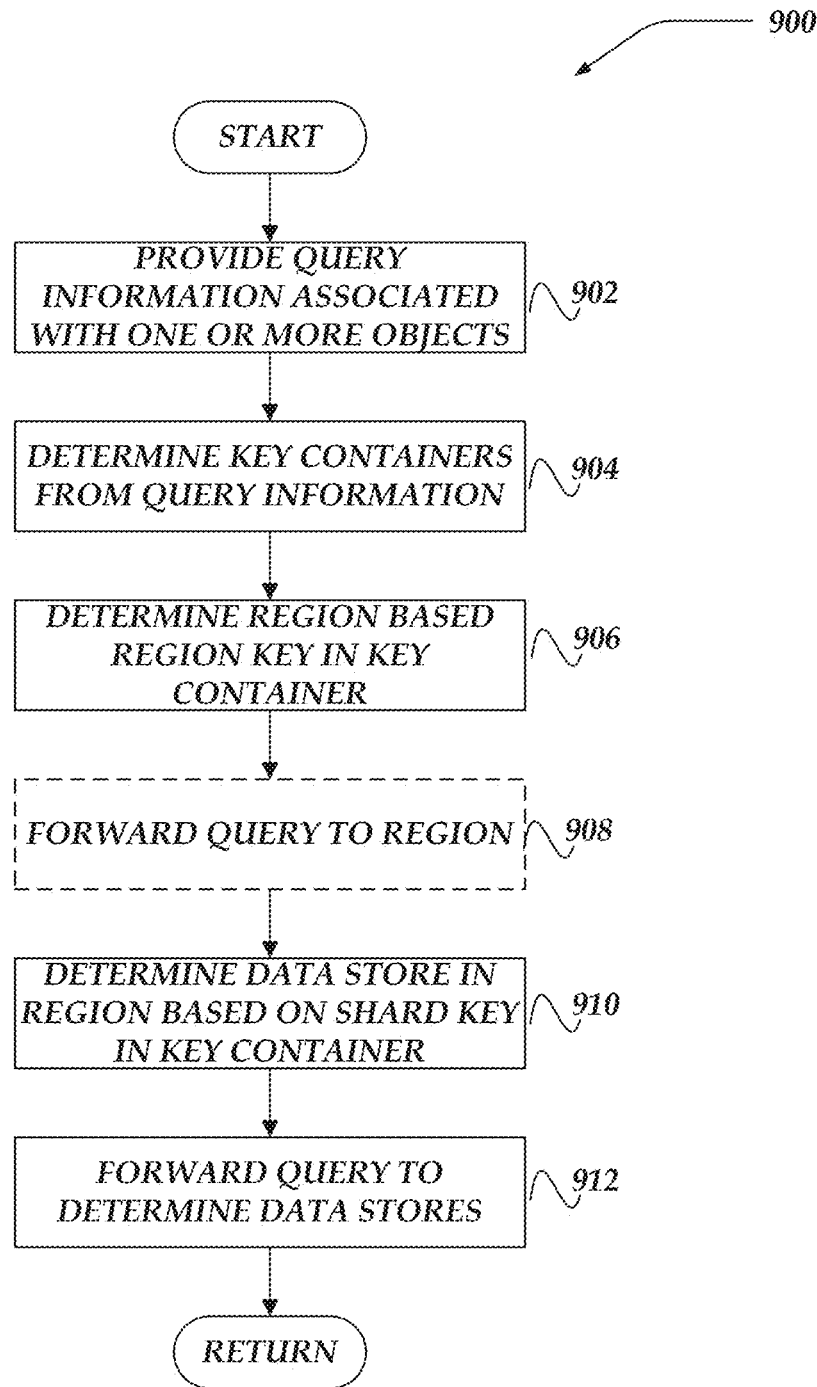 900
START
PROVIDE QUERY
INFORMATION ASSOCIATED
WITH ONE OR MORE OBJECTS
902
DETERMINE KEY CONTAINERS
FROM QUERY INFORMATION
904
DETERMINE REGION BASED
REGION KEY IN KEY
CONTAINER
906
FORWARD QUERY TO REGION
908
DETERMINE DATA STORE IN
REGION BASED ON SHARD KEY
IN KEY CONTAINER
910
FORWARD QUERY TO
DETERMINE DATA STORES
912
RETURN